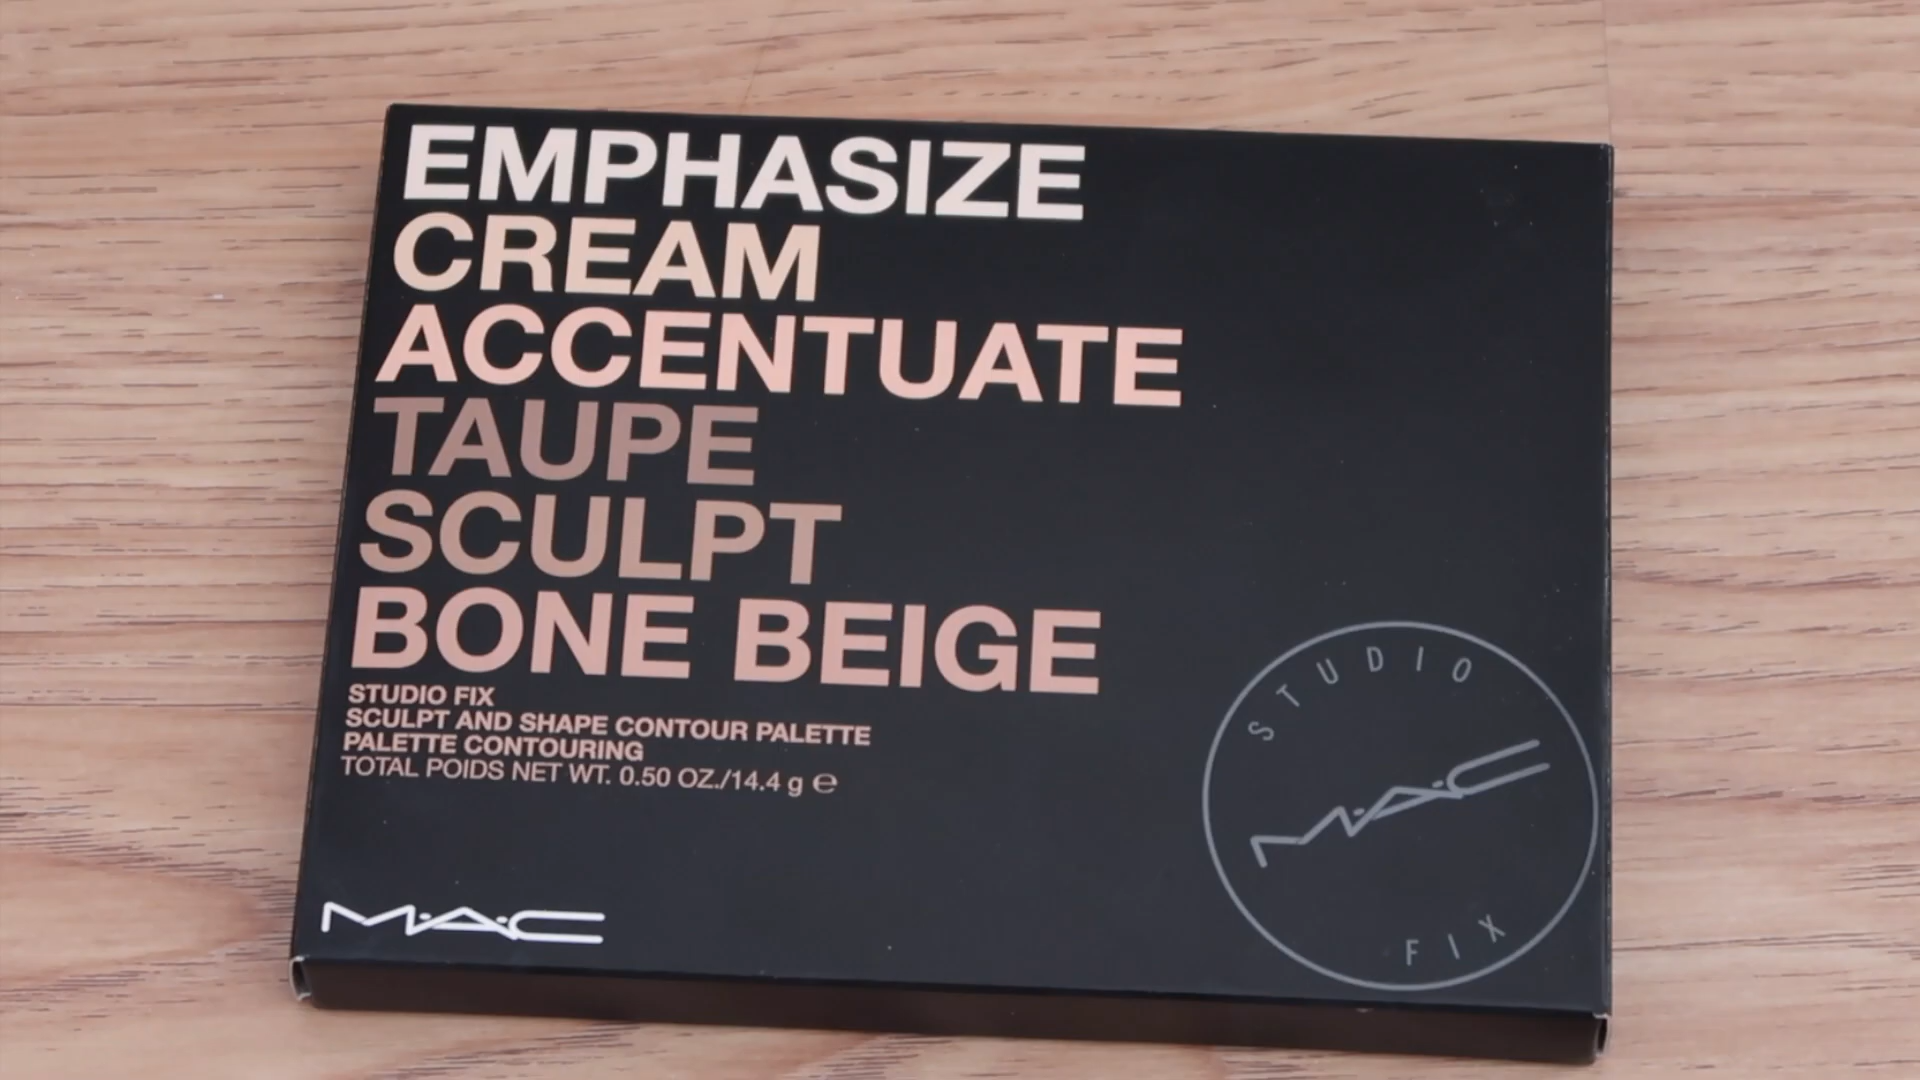 EMPHASIZE
CREAM
ACCENTUATE
TAUPE
SCULPT
BONE BEIGE
STUDIO FIX
SCULPT AND SHAPE CONTOUR PALETTE
PALETTE CONTOURING
TOTAL POIDS NET WT. 0.50 OZ./14.4 g ℮
M·A·C
STUDIO
M·A·C
FIX